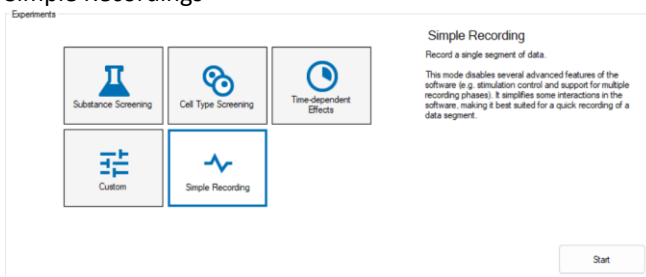 Simple Recordings
Experiments
Substance Screening
Cell Type Screening
Time-dependent
Effects
Custom
Simple Recording
Simple Recording
Record a single segment of data.
This mode disables several advanced features of the
software (e.g. stimulation control and support for multiple
recording phases). It simplifies some interactions in the
software, making it best suited for a quick recording of a
data segment.
Start